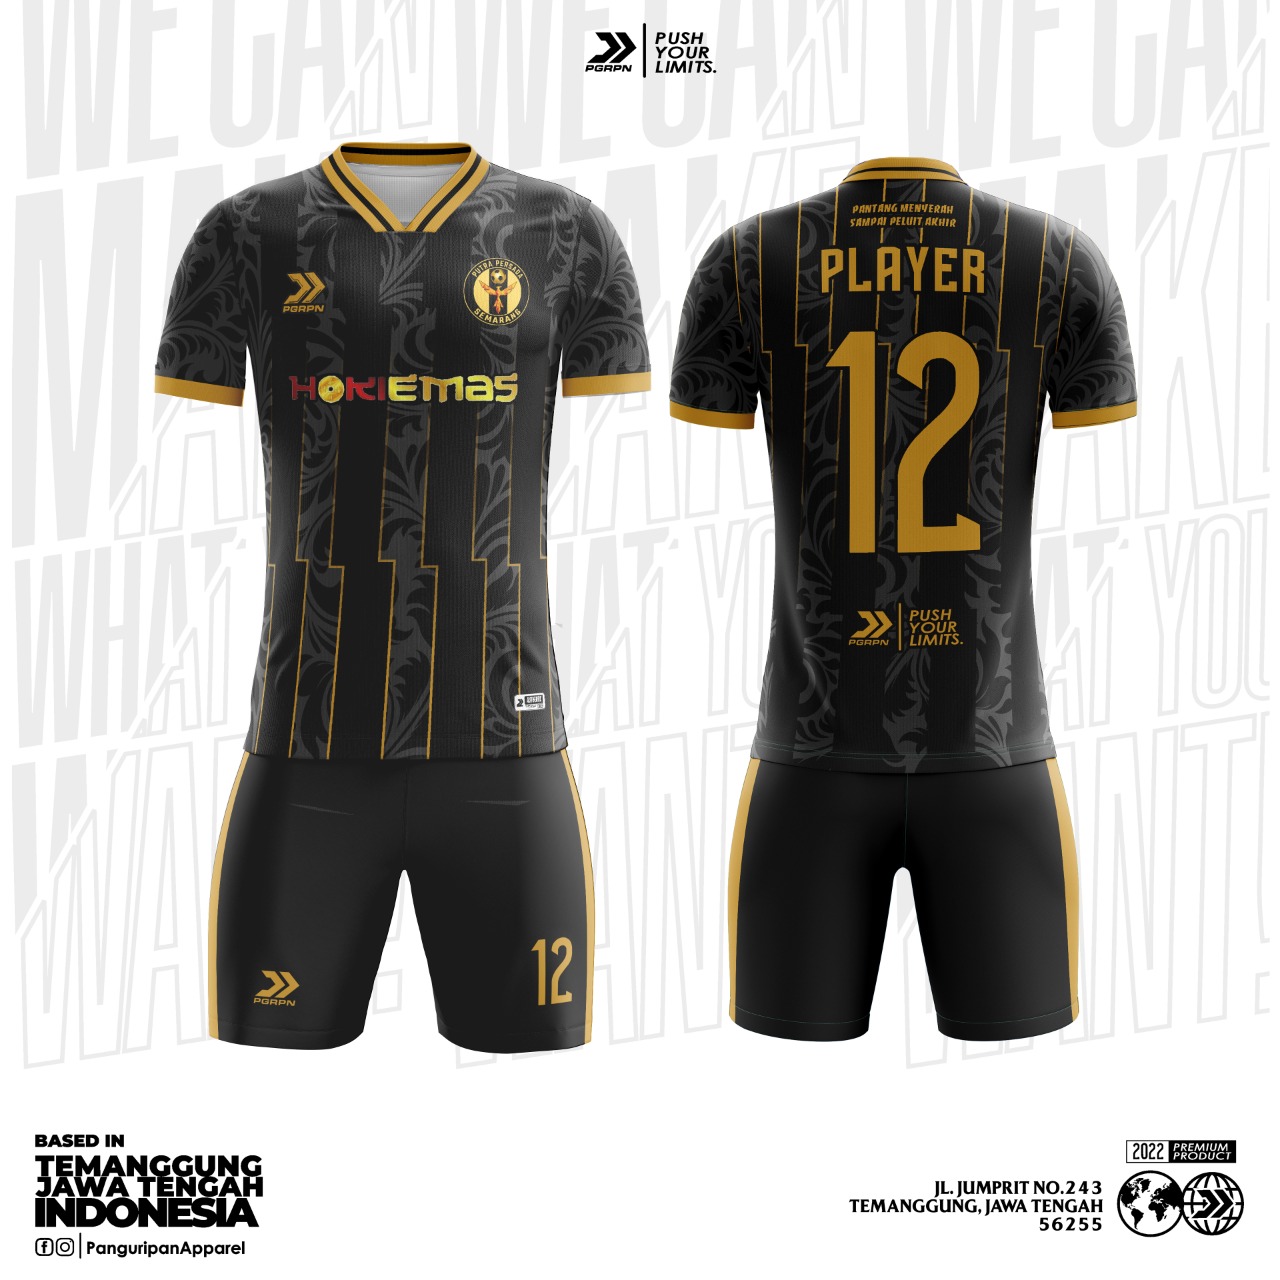 PGRPN
PUSH
YOUR
LIMITS.
WE CAN WE CAN WE CAN
MAKE MAKE MAKE
WHAT YOU WHAT YOU
WANT! WANT! WANT!
PGRPN
PUTRA PERSADA
SEMARANG
HOKIEMAS
PGRPN
12
PANTANG MENYERAH
SAMPAI PELUIT AKHIR
PLAYER
12
PGRPN
PUSH
YOUR
LIMITS.
BASED IN
TEMANGGUNG
JAWA TENGAH
INDONESIA
PanguripanApparel
2022 PREMIUM
PRODUCT
JL. JUMPRIT NO.243
TEMANGGUNG, JAWA TENGAH
56255